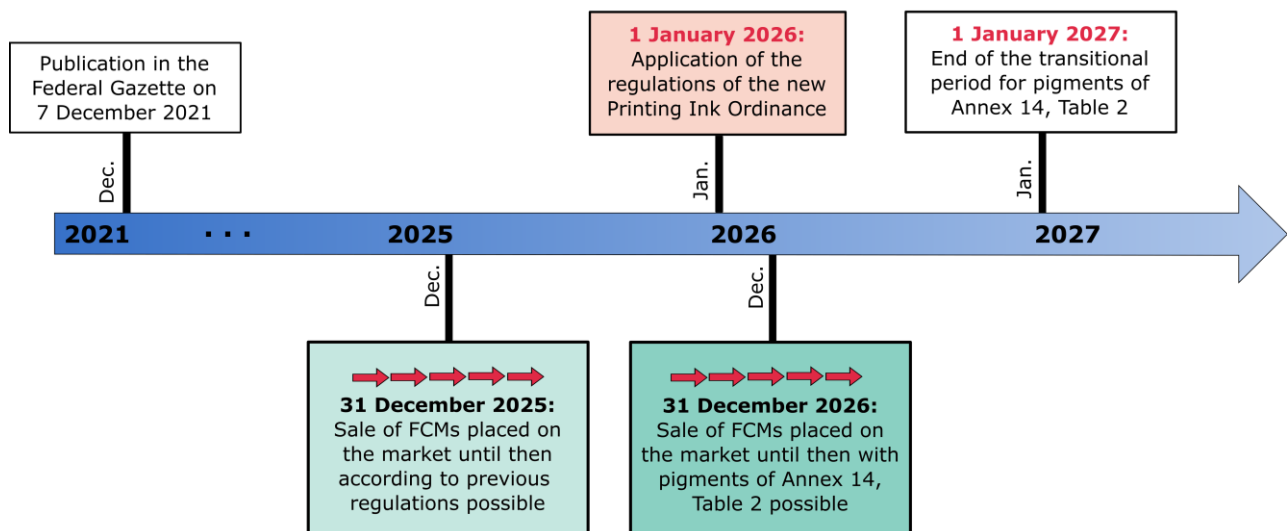 Publication in the
Federal Gazette on
7 December 2021
1 January 2026:
Application of the
regulations of the new
Printing Ink Ordinance
1 January 2027:
End of the transitional
period for pigments of
Annex 14, Table 2
Dec.
Jan.
Jan.
2021 . . . 2025 2026 2027
Dec.
Dec.
31 December 2025:
Sale of FCMs placed on
the market until then
according to previous
regulations possible
31 December 2026:
Sale of FCMs placed on
the market until then with
pigments of Annex 14,
Table 2 possible